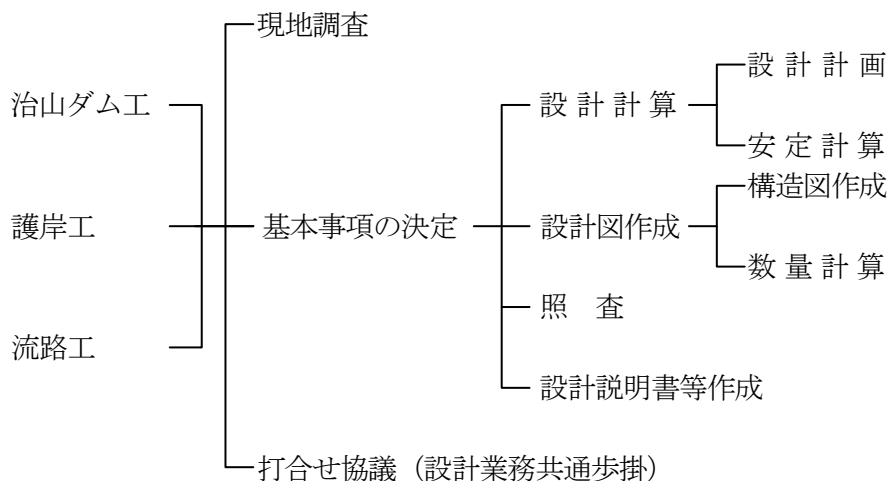 現地調査
設計計画
治山ダム工
設計計算
安定計算
構造図作成
護岸工
基本事項の決定
設計図作成
数量計算
照 査
流路工
設計説明書等作成
打合せ協議（設計業務共通歩掛）